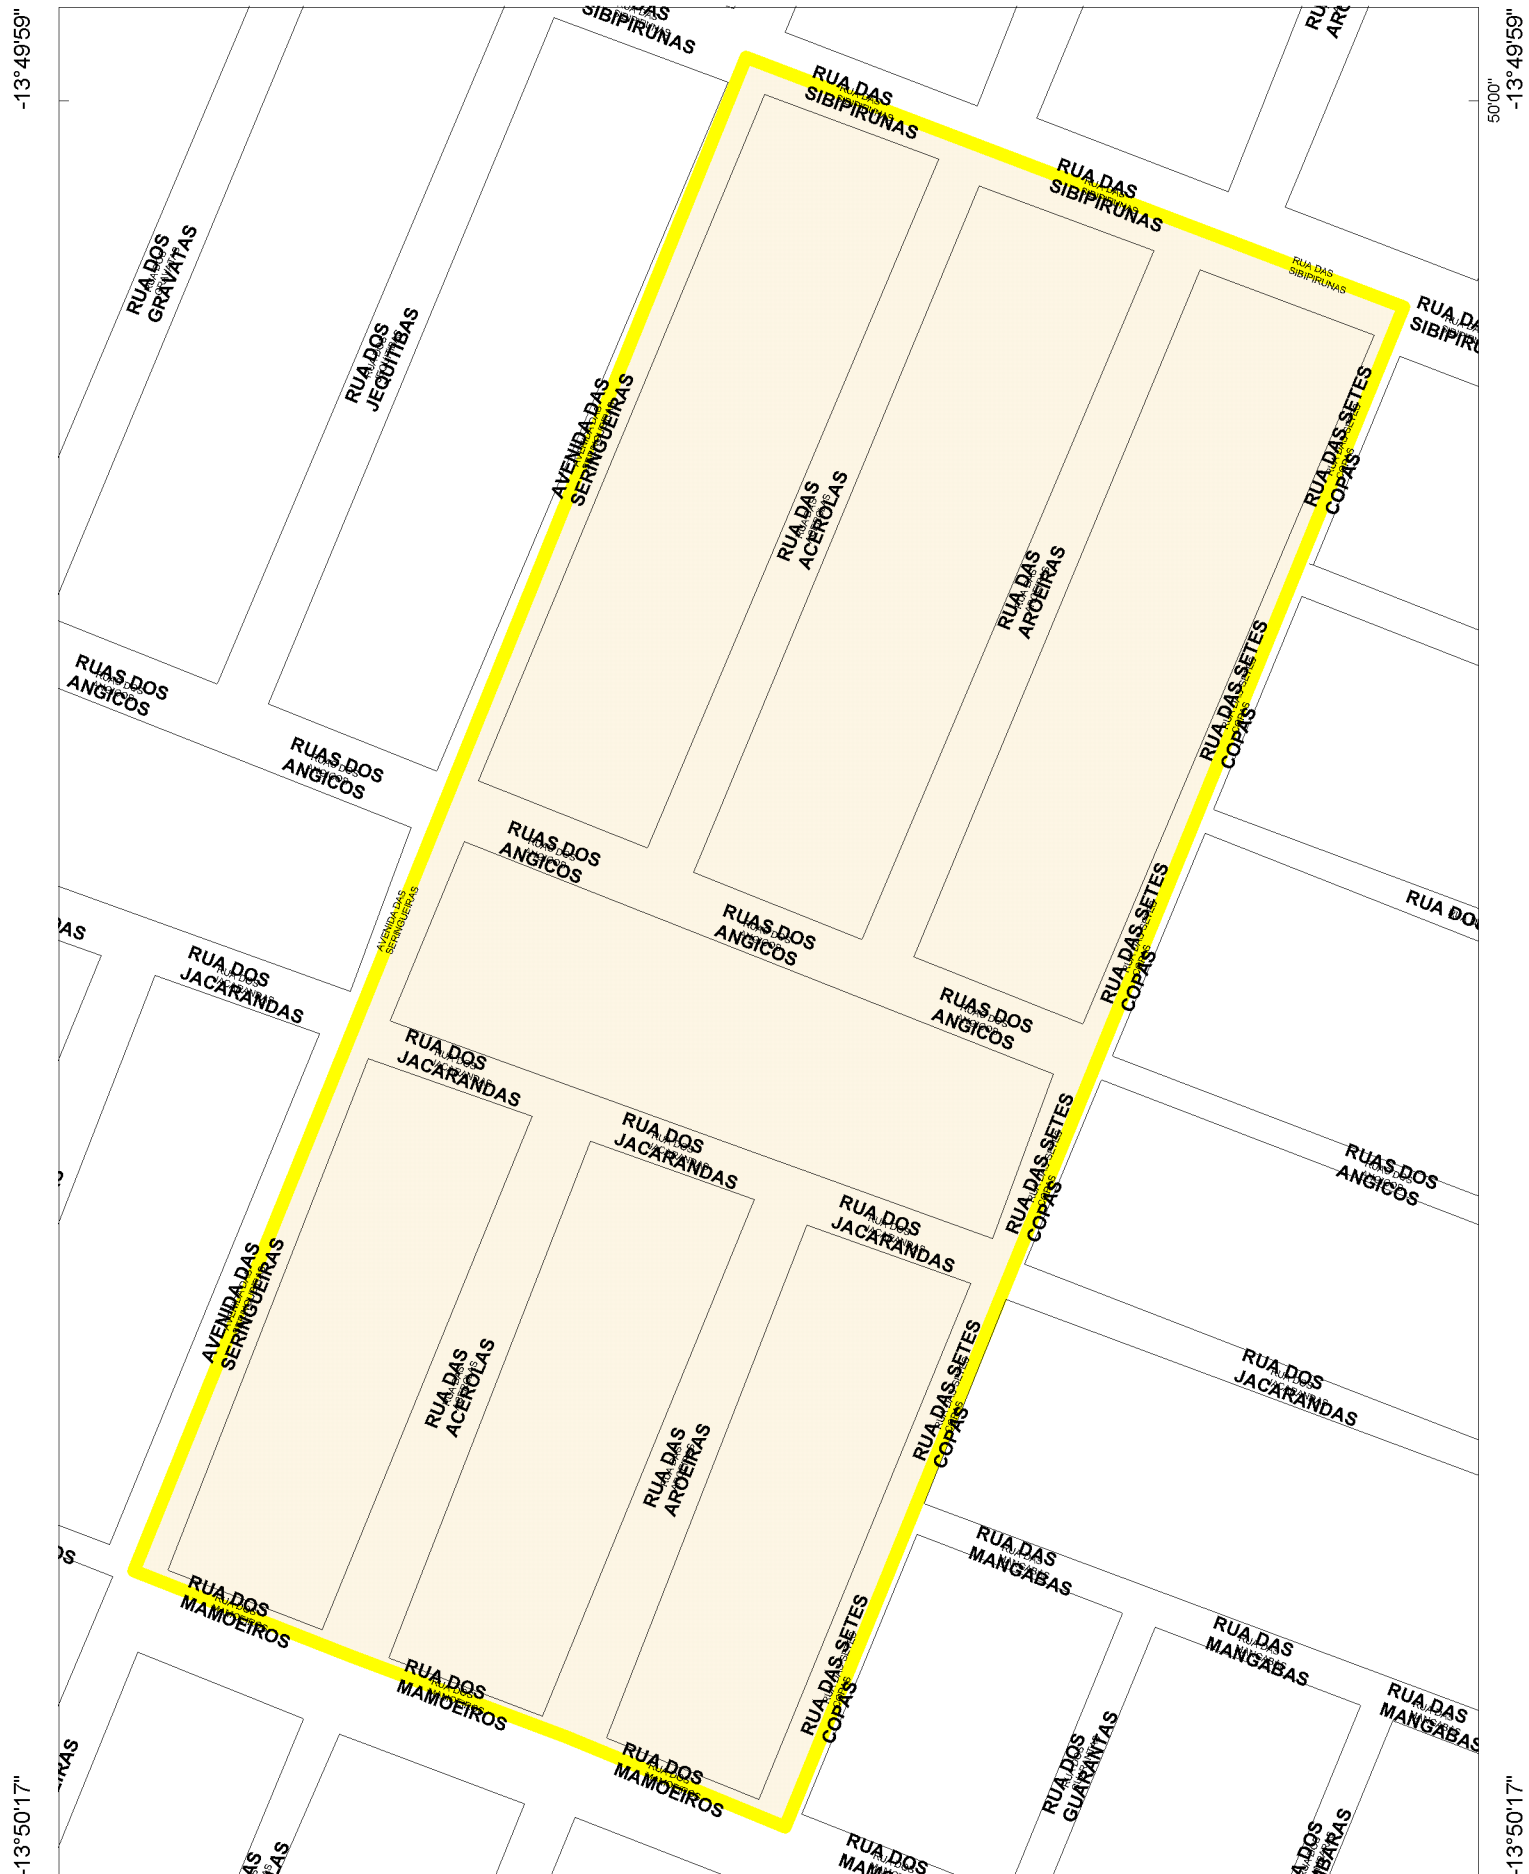 -13°49'59"
-13°49'59"
50'00"
SIBIPIRUNAS
RUA DAS
SIBIPIRUNAS
RUA DAS
SIBIPIRUNAS
RUA DAS
SIBIPIRUNAS
RUA DOS
GRAVATAS
RUA DOS
JEQUITIBAS
AVENIDA DAS
SERINGUEIRAS
RUA DAS
ACEROLAS
RUA DAS
AROEIRAS
RUA DAS SETES
COPAS
RUA DAS SETES
COPAS
RUAS DOS
ANGICOS
RUAS DOS
ANGICOS
RUAS DOS
ANGICOS
RUAS DOS
ANGICOS
RUAS DOS
ANGICOS
RUA DAS SETES
COPAS
AVENIDA DAS
SERINGUEIRAS
RUA DOS
JACARANDAS
RUA DOS
JACARANDAS
RUA DOS
JACARANDAS
RUA DOS
JACARANDAS
RUA DAS SETES
COPAS
RUAS DOS
ANGICOS
AVENIDA DAS
SERINGUEIRAS
RUA DAS
ACEROLAS
RUA DAS
AROEIRAS
RUA DAS SETES
COPAS
RUA DOS
JACARANDAS
RUA DOS
MAMOEIROS
RUA DOS
MAMOEIROS
RUA DOS
MAMOEIROS
RUA DAS SETES
COPAS
RUA DAS
MANGABAS
RUA DAS
MANGABAS
RUA DAS
MANGABAS
RUA DOS
GUARANTAS
RUA DOS
-13°50'17"
-13°50'17"